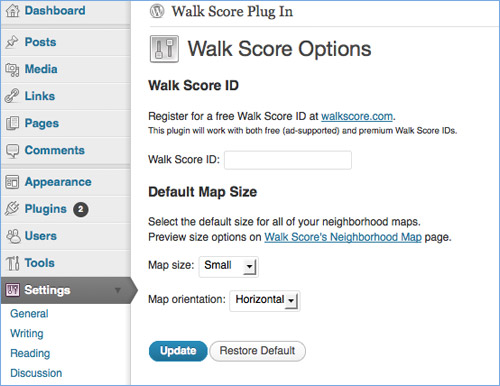 Dashboard
Posts
Media
Links
Pages
Comments
Appearance
Plugins 2
Users
Tools
Settings
General
Writing
Reading
Discussion
Walk Score Plug In
Walk Score Options
Walk Score ID
Register for a free Walk Score ID at walkscore.com.
This plugin will work with both free (ad-supported) and premium Walk Score IDs.
Walk Score ID:
Default Map Size
Select the default size for all of your neighborhood maps.
Preview size options on Walk Score's Neighborhood Map page.
Map size: Small
Map orientation: Horizontal
Update Restore Default